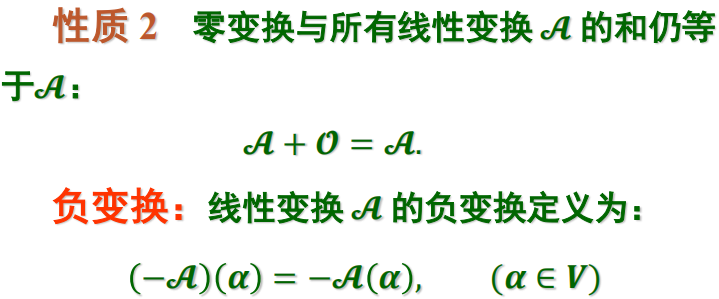 性质 2 零变换与所有线性变换 𝓐 的和仍等
于𝓐：
𝓐 + 𝓞 = 𝓐.
负变换：线性变换 𝓐 的负变换定义为：
(−𝓐)(𝜶) = −𝓐(𝜶), (𝜶 ∈ 𝑽)